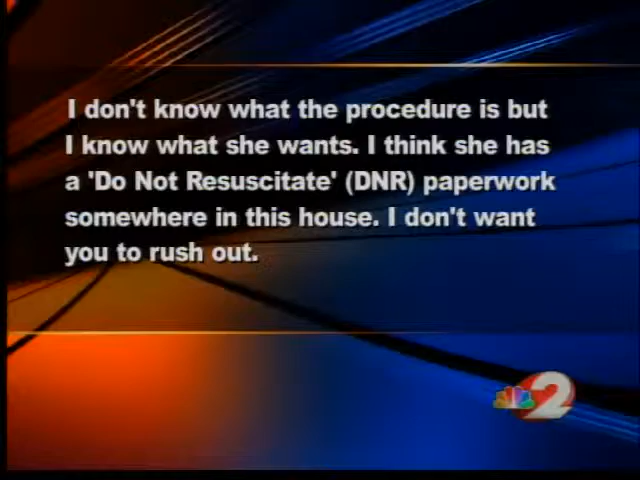 I don't know what the procedure is but
I know what she wants. I think she has
a 'Do Not Resuscitate' (DNR) paperwork
somewhere in this house. I don't want
you to rush out.
2